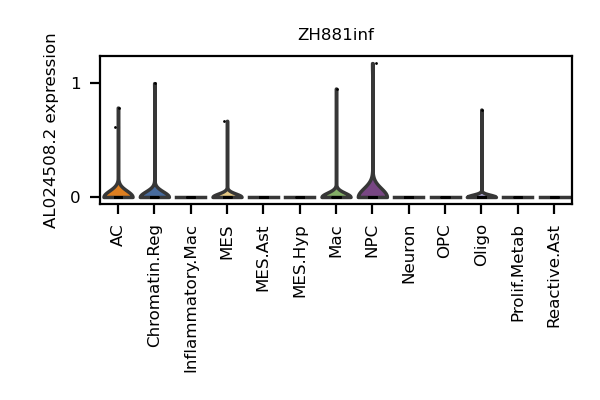 ZH881inf
AL024508.2 expression
1
0
AC
Chromatin.Reg
Inflammatory.Mac
MES
MES.Ast
MES.Hyp
Mac
NPC
Neuron
OPC
Oligo
Prolif.Metab
Reactive.Ast